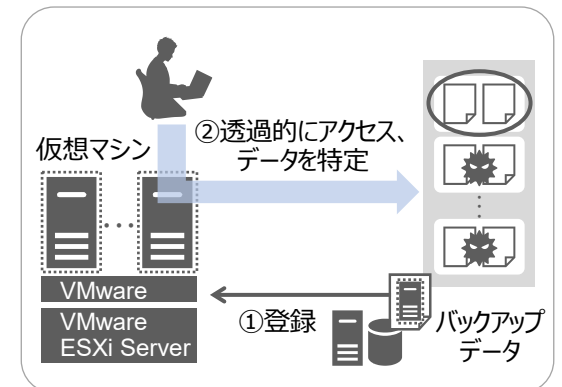 仮想マシン
②透過的にアクセス、
データを特定
VMware
VMware
ESXi Server
①登録
バックアップ
データ